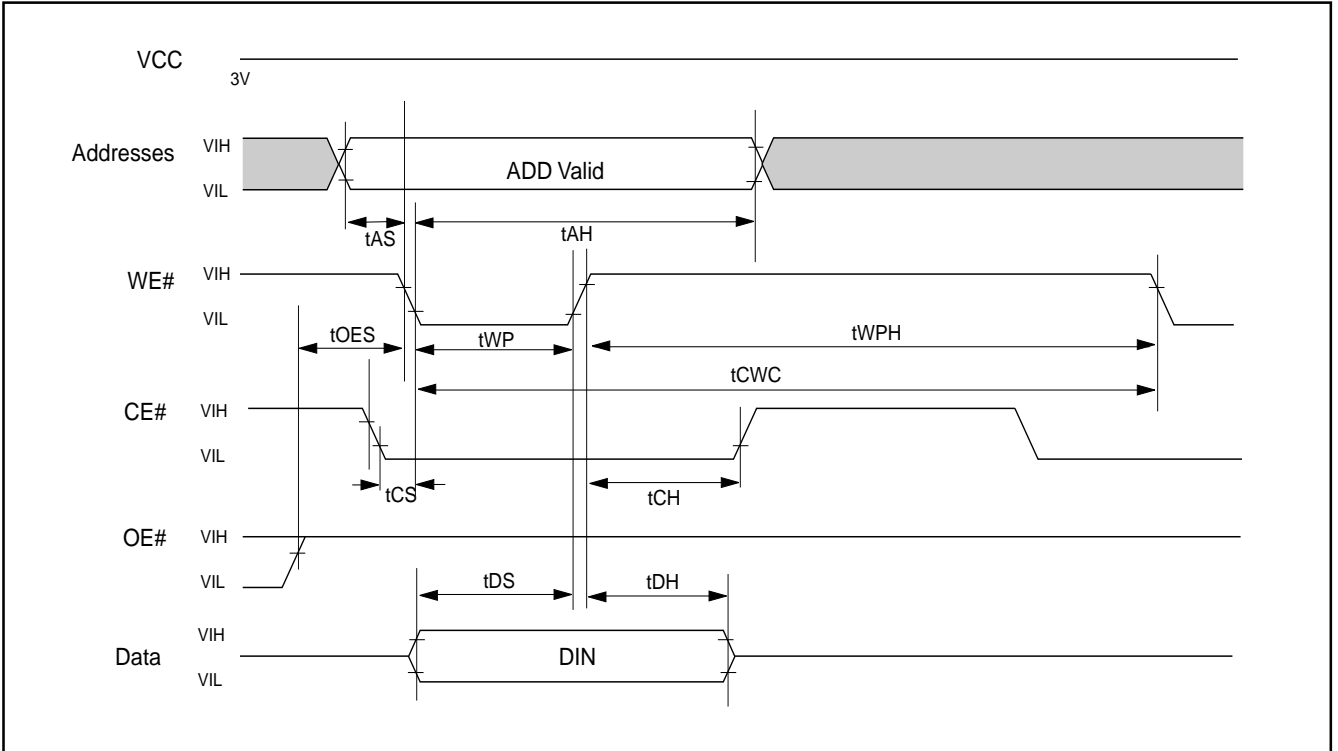 VCC
3V
Addresses
VIH
VIL
ADD Valid
tAS
tAH
WE#
VIH
VIL
tOES
tWP
tWPH
tCWC
CE#
VIH
VIL
tCS
tCH
OE#
VIH
VIL
tDS
tDH
Data
VIH
VIL
DIN